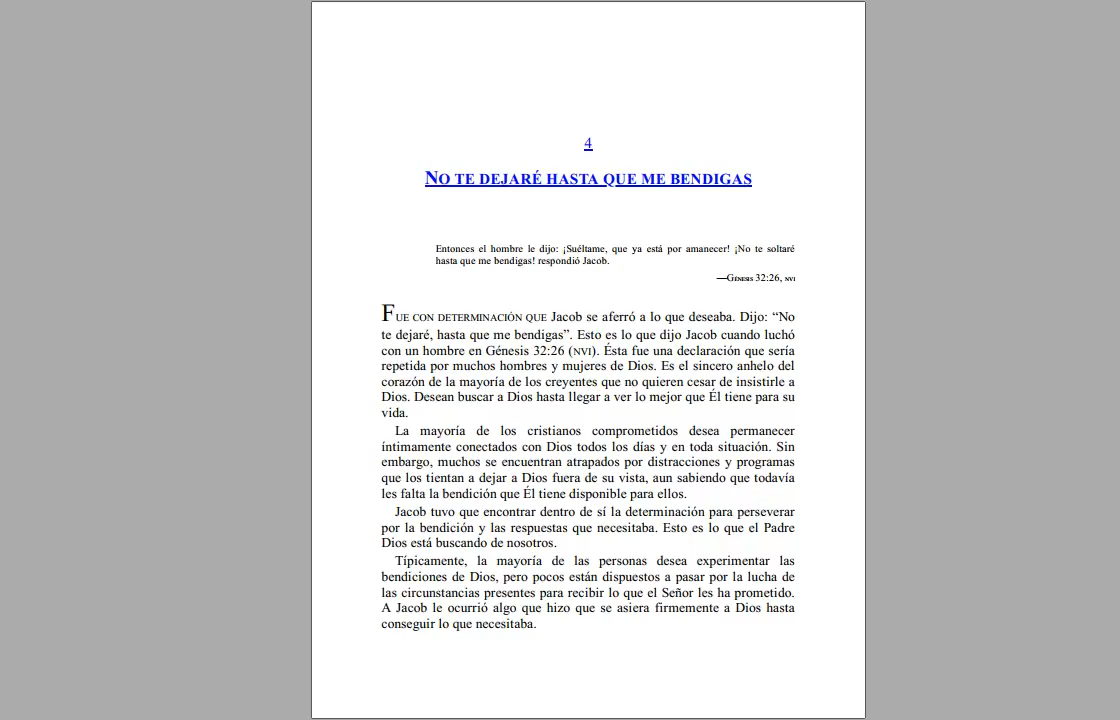 4
NO TE DEJARÉ HASTA QUE ME BENDIGAS
Entonces el hombre le dijo: ¡Suéltame, que ya está por amanecer! ¡No te soltaré
hasta que me bendigas! respondió Jacob.
—GÉNESIS 32:26, NVI
FUE CON DETERMINACIÓN QUE Jacob se aferró a lo que deseaba. Dijo: “No
te dejaré, hasta que me bendigas”. Esto es lo que dijo Jacob cuando luchó
con un hombre en Génesis 32:26 (NVI). Ésta fue una declaración que sería
repetida por muchos hombres y mujeres de Dios. Es el sincero anhelo del
corazón de la mayoría de los creyentes que no quieren cesar de insistirle a
Dios. Desean buscar a Dios hasta llegar a ver lo mejor que Él tiene para su
vida.
La mayoría de los cristianos comprometidos desea permanecer
íntimamente conectados con Dios todos los días y en toda situación. Sin
embargo, muchos se encuentran atrapados por distracciones y programas
que los tientan a dejar a Dios fuera de su vista, aun sabiendo que todavía
les falta la bendición que Él tiene disponible para ellos.
Jacob tuvo que encontrar dentro de sí la determinación para perseverar
por la bendición y las respuestas que necesitaba. Esto es lo que el Padre
Dios está buscando de nosotros.
Típicamente, la mayoría de las personas desea experimentar las
bendiciones de Dios, pero pocos están dispuestos a pasar por la lucha de
las circunstancias presentes para recibir lo que el Señor les ha prometido.
A Jacob le ocurrió algo que hizo que se asiera firmemente a Dios hasta
conseguir lo que necesitaba.